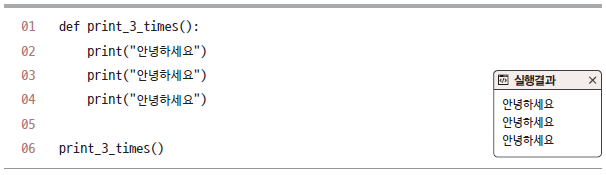 01 def print_3_times():
02     print("안녕하세요")
03     print("안녕하세요")
04     print("안녕하세요")
05
06 print_3_times()
실행결과
안녕하세요
안녕하세요
안녕하세요